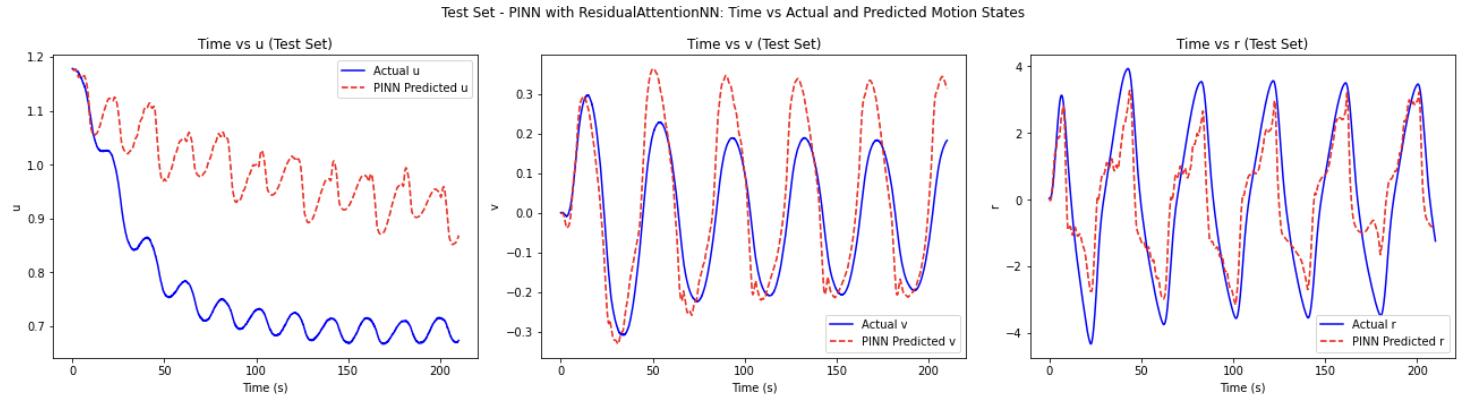 Test Set - PINN with ResidualAttentionNN: Time vs Actual and Predicted Motion States
Time vs u (Test Set)
1.2
1.1
1.0
0.9
0.8
0.7
u
Actual u
PINN Predicted u
0
50
100
150
200
Time (s)
Time vs v (Test Set)
0.3
0.2
0.1
0.0
−0.1
−0.2
−0.3
v
Actual v
PINN Predicted v
0
50
100
150
200
Time (s)
Time vs r (Test Set)
4
2
0
−2
−4
r
Actual r
PINN Predicted r
0
50
100
150
200
Time (s)